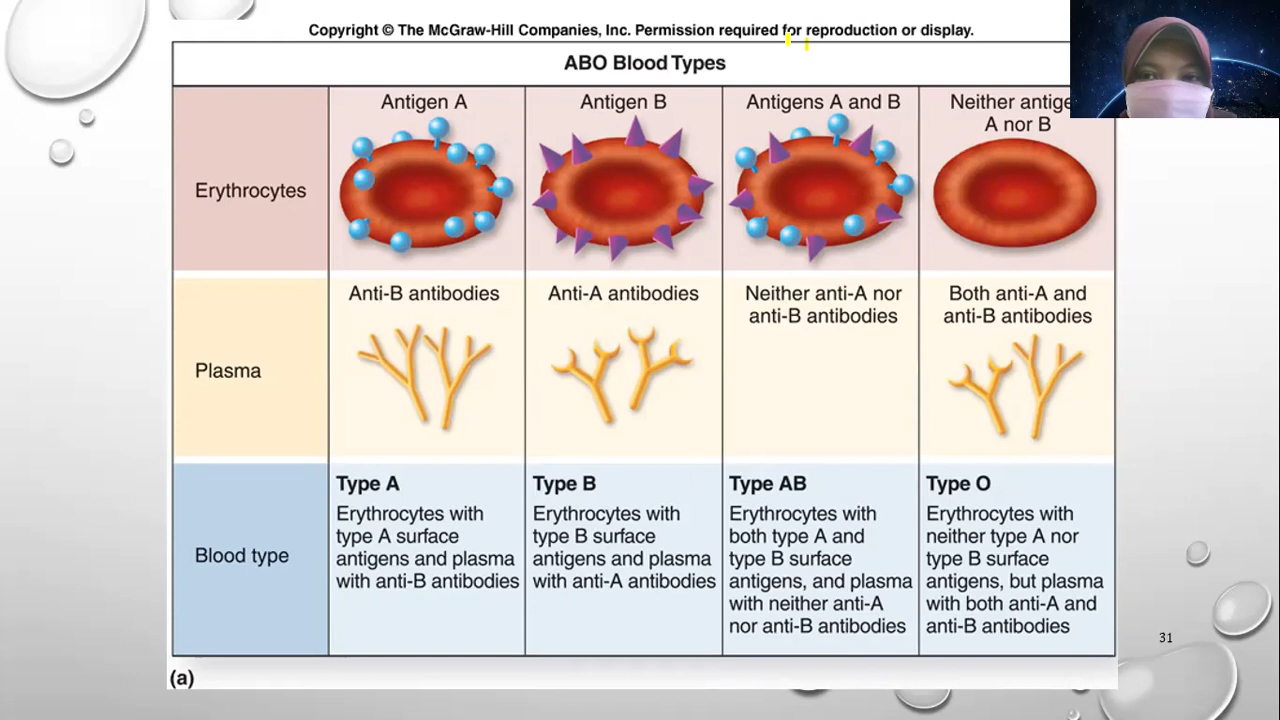 Copyright © The McGraw-Hill Companies, Inc. Permission required for reproduction or display.
ABO Blood Types
Antigen A
Antigen B
Antigens A and B
Neither
A nor B
Erythrocytes
Anti-B antibodies
Anti-A antibodies
Neither anti-A nor
anti-B antibodies
Both anti-A and
anti-B antibodies
Plasma
Blood type
Type A
Erythrocytes with
type A surface
antigens and plasma
with anti-B antibodies
Type B
Erythrocytes with
type B surface
antigens and plasma
with anti-A antibodies
Type AB
Erythrocytes with
both type A and
type B surface
antigens, and plasma
with neither anti-A
nor anti-B antibodies
Type O
Erythrocytes with
neither type A nor
type B surface
antigens, but plasma
with both anti-A and
anti-B antibodies
31
(a)